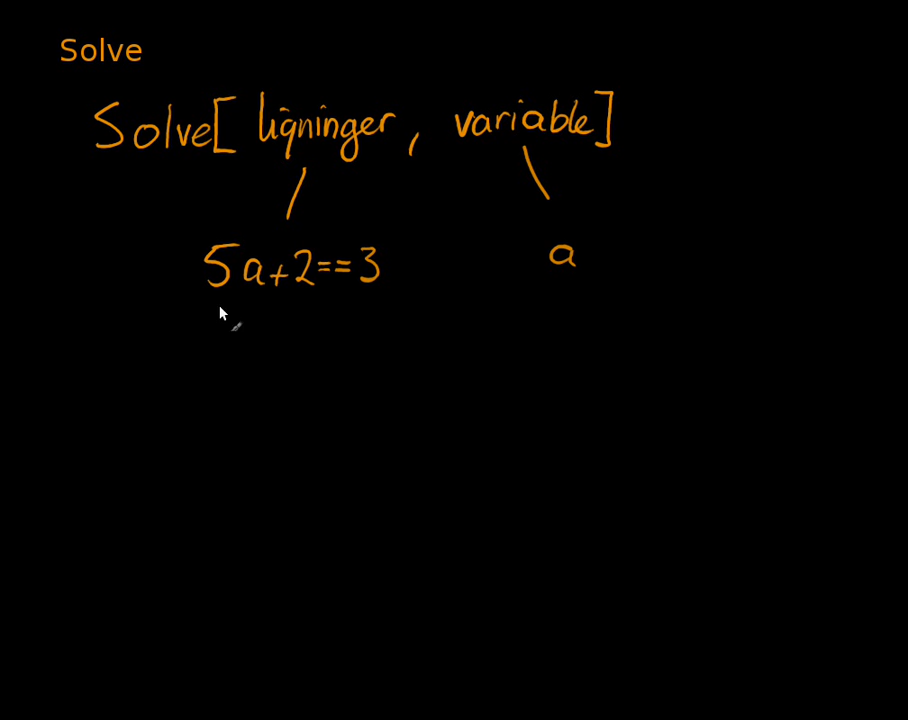 Solve
Solve[ ligninger, variable]
5a+2==3 a